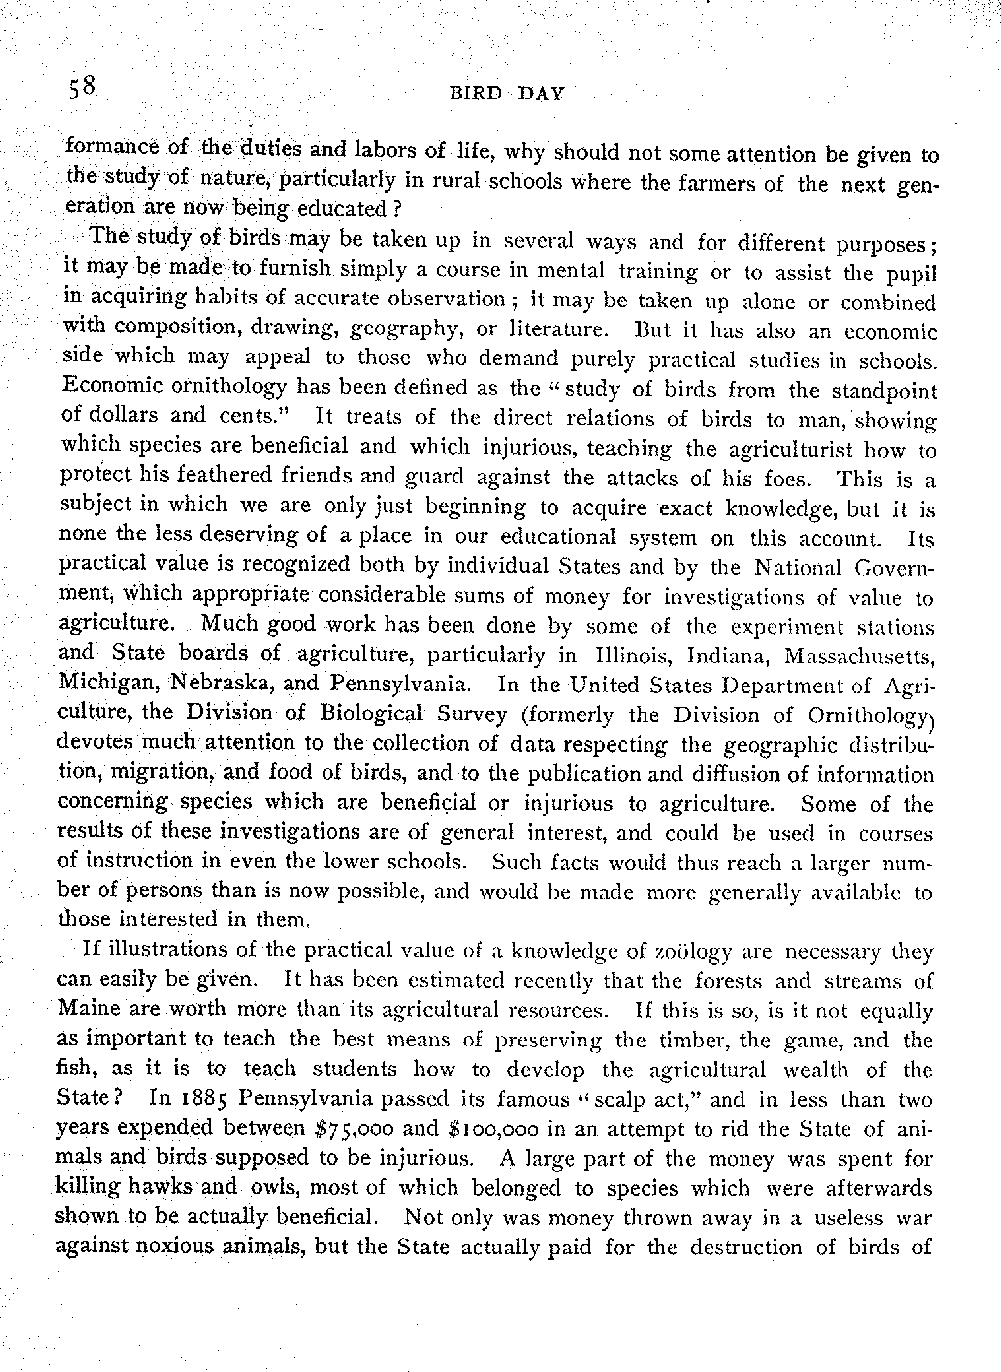 58
BIRD DAY
formance of the duties and labors of life, why should not some attention be given to
the study of nature, particularly in rural schools where the farmers of the next gen-
eration are now being educated ?
The study of birds may be taken up in several ways and for different purposes ;
it may be made to furnish simply a course in mental training or to assist the pupil
in acquiring habits of accurate observation ; it may be taken up alone or combined
with composition, drawing, geography, or literature. But it has also an economic
side which may appeal to those who demand purely practical studies in schools.
Economic ornithology has been defined as the “ study of birds from the standpoint
of dollars and cents.” It treats of the direct relations of birds to man, showing
which species are beneficial and which injurious, teaching the agriculturist how to
protect his feathered friends and guard against the attacks of his foes. This is a
subject in which we are only just beginning to acquire exact knowledge, but it is
none the less deserving of a place in our educational system on this account. Its
practical value is recognized both by individual States and by the National Govern-
ment, which appropriate considerable sums of money for investigations of value to
agriculture. Much good work has been done by some of the experiment stations
and State boards of agriculture, particularly in Illinois, Indiana, Massachusetts,
Michigan, Nebraska, and Pennsylvania. In the United States Department of Agri-
culture, the Division of Biological Survey (formerly the Division of Ornithology)
devotes much attention to the collection of data respecting the geographic distribu-
tion, migration, and food of birds, and to the publication and diffusion of information
concerning species which are beneficial or injurious to agriculture. Some of the
results of these investigations are of general interest, and could be used in courses
of instruction in even the lower schools. Such facts would thus reach a larger num-
ber of persons than is now possible, and would be made more generally available to
those interested in them.
If illustrations of the practical value of a knowledge of zoölogy are necessary they
can easily be given. It has been estimated recently that the forests and streams of
Maine are worth more than its agricultural resources. If this is so, is it not equally
as important to teach the best means of preserving the timber, the game, and the
fish, as it is to teach students how to develop the agricultural wealth of the
State? In 1885 Pennsylvania passed its famous “ scalp act,” and in less than two
years expended between $75,000 and $100,000 in an attempt to rid the State of ani-
mals and birds supposed to be injurious. A large part of the money was spent for
killing hawks and owls, most of which belonged to species which were afterwards
shown to be actually beneficial. Not only was money thrown away in a useless war
against noxious animals, but the State actually paid for the destruction of birds of